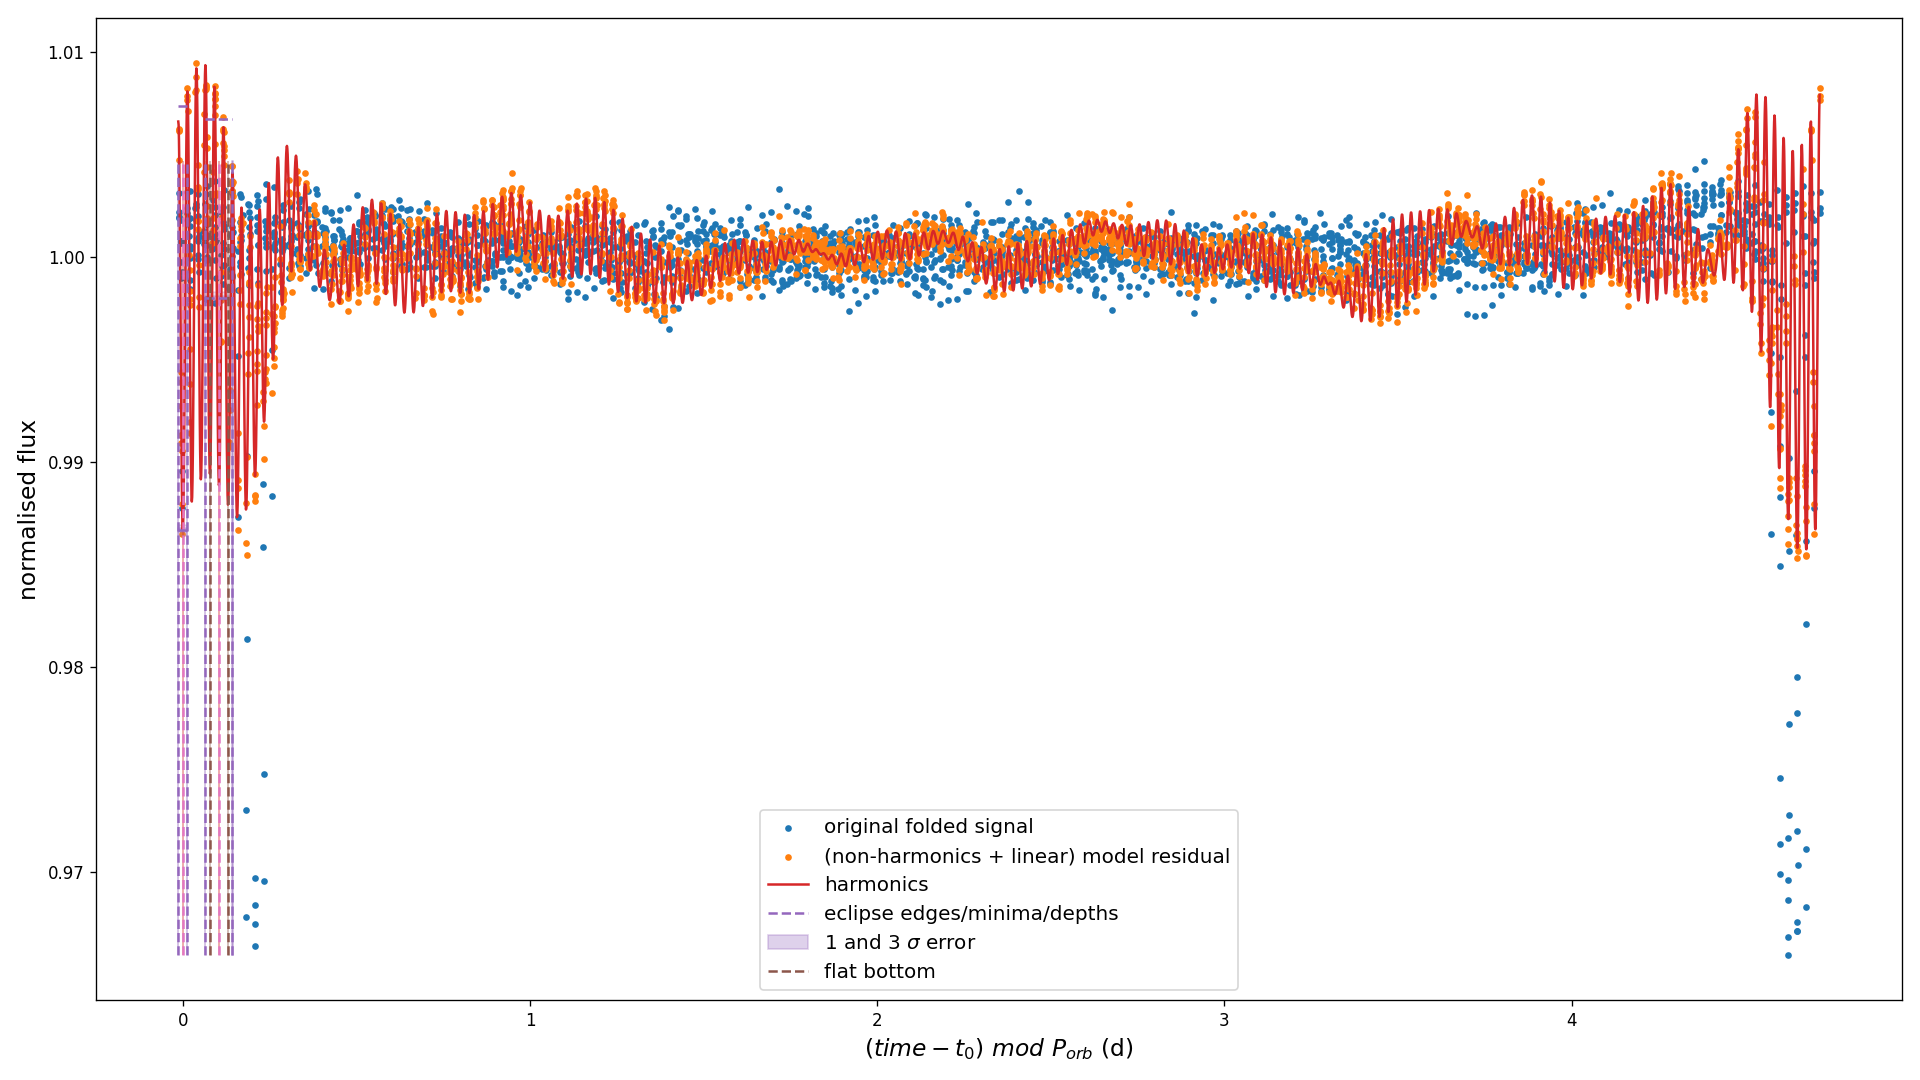 1.01
1.00
0.99
0.98
0.97
normalised flux
original folded signal
(non-harmonics + linear) model residual
harmonics
eclipse edges/minima/depths
1 and 3 σ error
flat bottom
0 1 2 3 4
(time − t₀) mod Pₒᵣb (d)